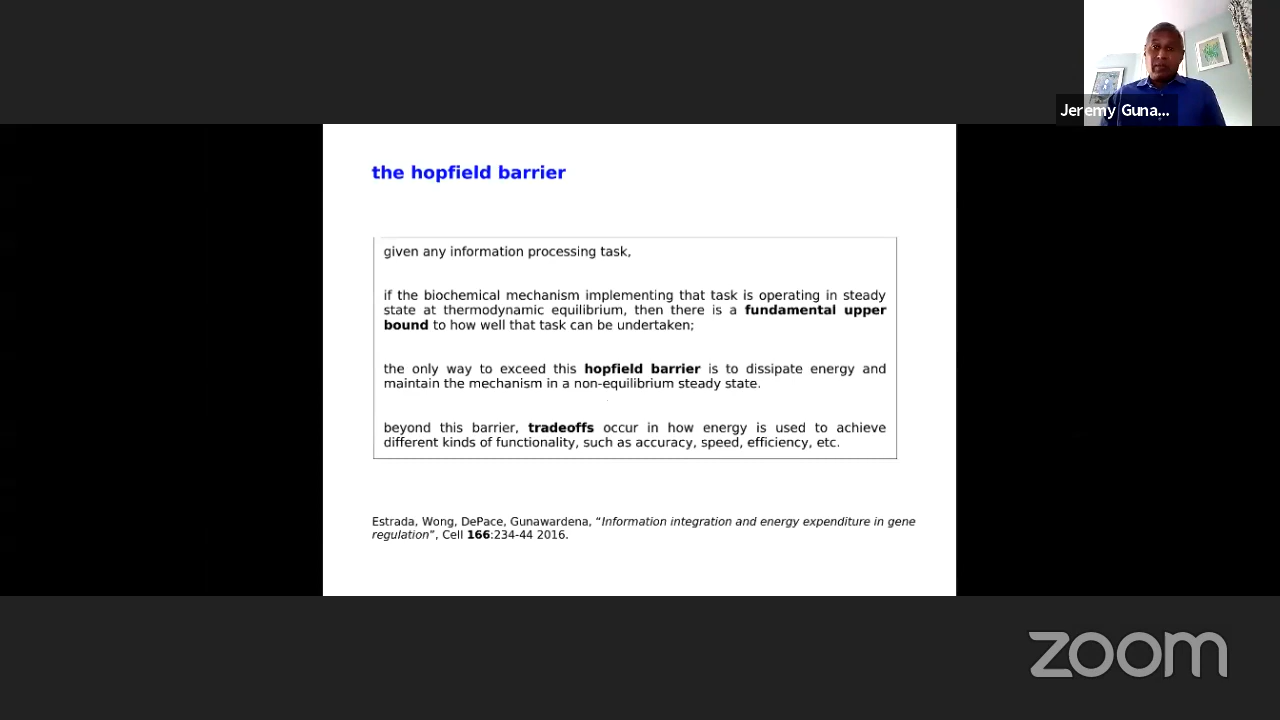 Jeremy Guna...
the hopfield barrier
given any information processing task,
if the biochemical mechanism implementing that task is operating in steady
state at thermodynamic equilibrium, then there is a fundamental upper
bound to how well that task can be undertaken;
the only way to exceed this hopfield barrier is to dissipate energy and
maintain the mechanism in a non-equilibrium steady state.
beyond this barrier, tradeoffs occur in how energy is used to achieve
different kinds of functionality, such as accuracy, speed, efficiency, etc.
Estrada, Wong, DePace, Gunawardena, “Information integration and energy expenditure in gene
regulation”, Cell 166:234-44 2016.
zoom